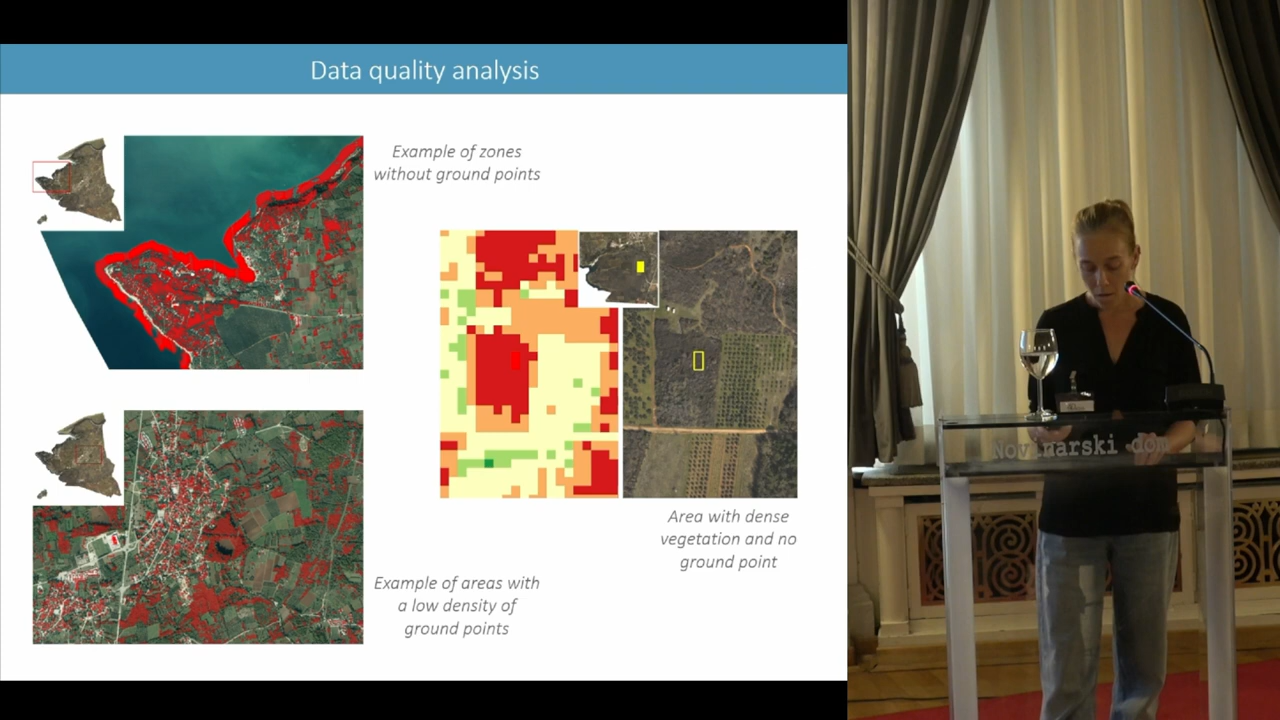 Data quality analysis
Example of zones
without ground points
Area with dense
vegetation and no
ground point
Example of areas with
a low density of
ground points
Novinarski dom